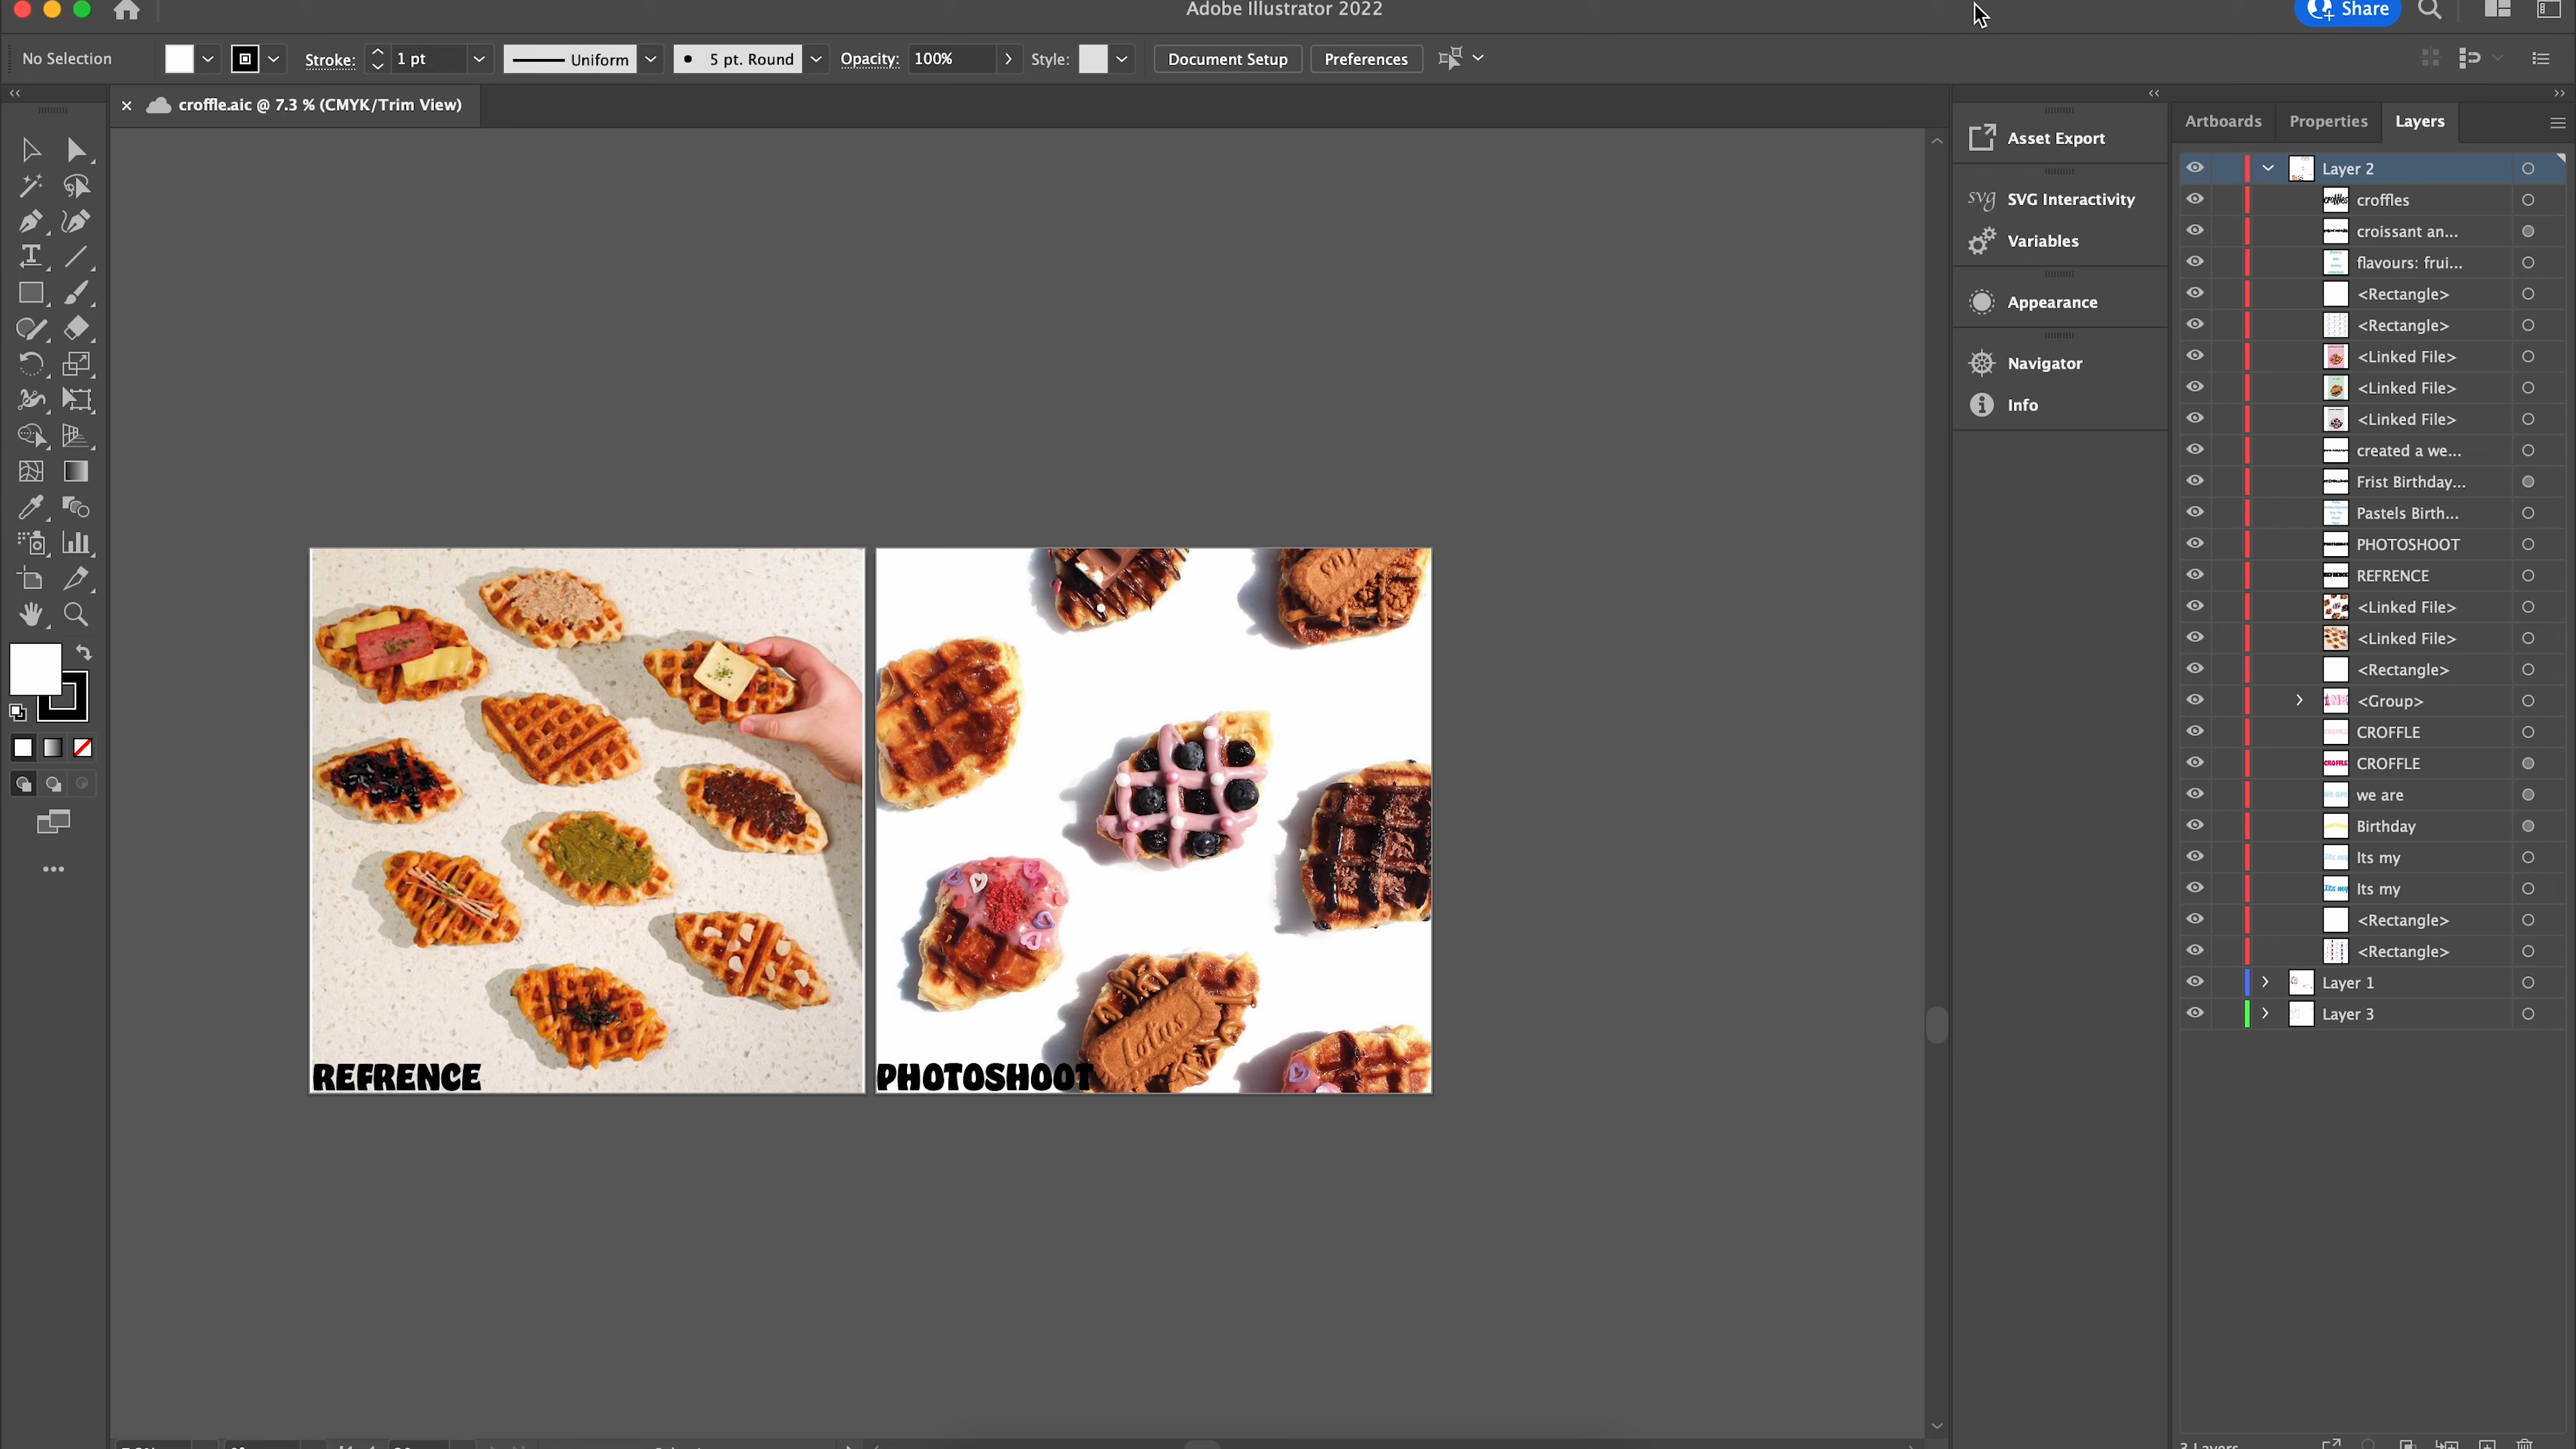 Adobe Illustrator 2022
Share
No Selection
Stroke:
1 pt
Uniform
5 pt. Round
Opacity:
100%
Style:
Document Setup
Preferences
croffle.aic @ 7.3 % (CMYK/Trim View)
Asset Export
SVG Interactivity
Variables
Appearance
Navigator
Info
Artboards
Properties
Layers
Layer 2
croffles
croissant an...
flavours: frui...
<Rectangle>
<Rectangle>
<Linked File>
<Linked File>
<Linked File>
created a we...
Frist Birthday...
Pastels Birth...
PHOTOSHOOT
REFRENCE
<Linked File>
<Linked File>
<Rectangle>
<Group>
CROFFLE
CROFFLE
we are
Birthday
Its my
Its my
<Rectangle>
<Rectangle>
Layer 1
Layer 3
3 Layers
REFRENCE
PHOTOSHOOT
lotus